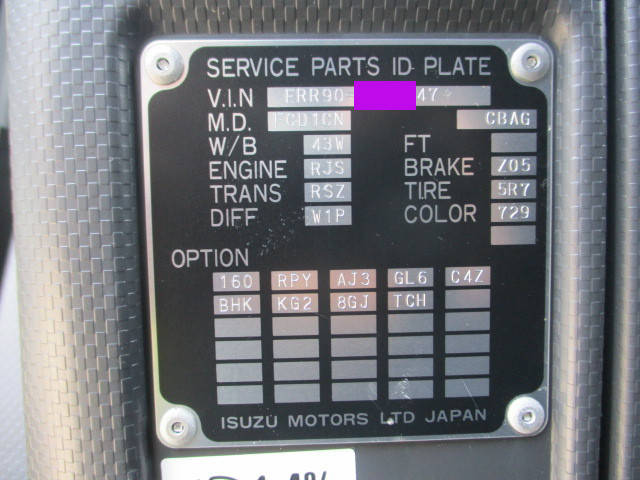 SERVICE PARTS ID PLATE
V.I.N FRR90- 47
M.D. FCD1CN CBAG
W/B 43W FT
ENGINE RJS BRAKE Z05
TRANS RSZ TIRE 5R7
DIFF W1P COLOR 729
OPTION
160 RPY AJ3 GL6 C4Z
BHK KG2 8GJ TCH
ISUZU MOTORS LTD JAPAN